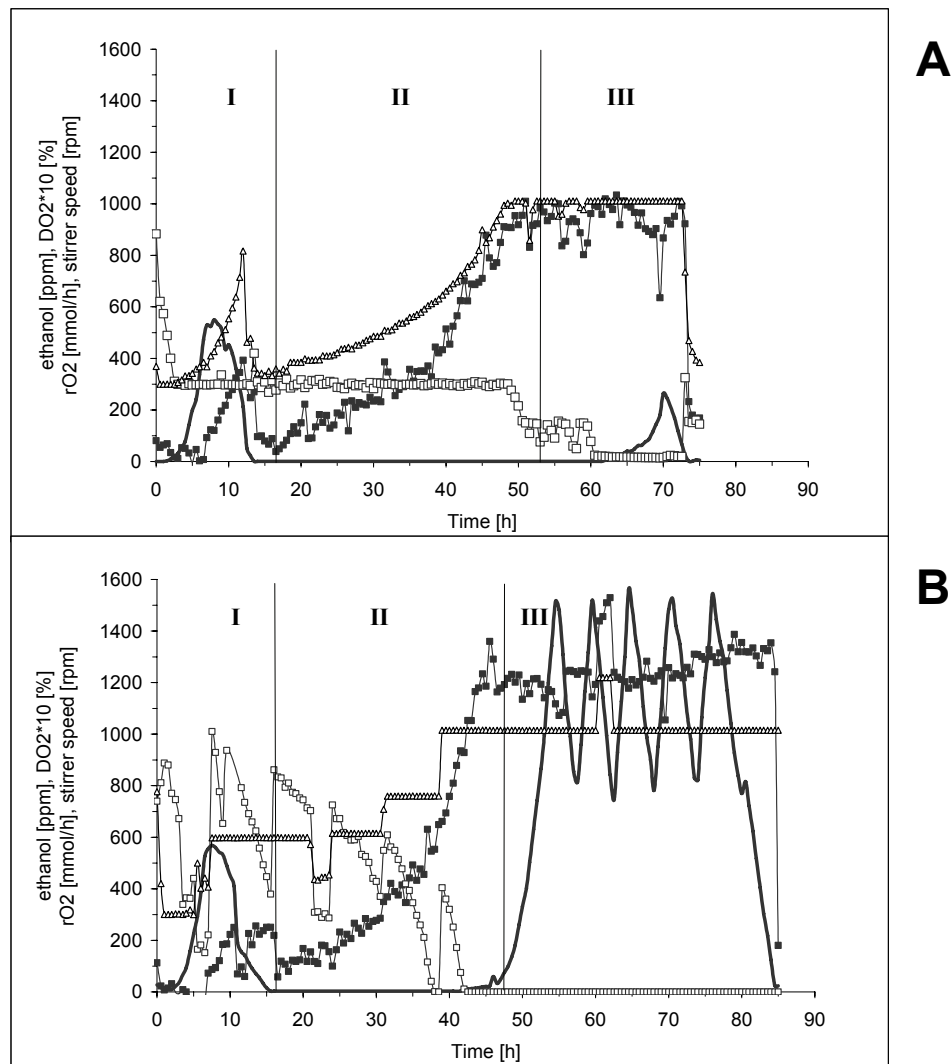 A
ethanol [ppm], DO2*10 [%]
rO2 [mmol/h], stirrer speed [rpm]
1600
1400
1200
1000
800
600
400
200
0
I
II
III
0 10 20 30 40 50 60 70 80 90
Time [h]
B
ethanol [ppm], DO2*10 [%]
rO2 [mmol/h], stirrer speed [rpm]
1600
1400
1200
1000
800
600
400
200
0
I
II
III
0 10 20 30 40 50 60 70 80 90
Time [h]